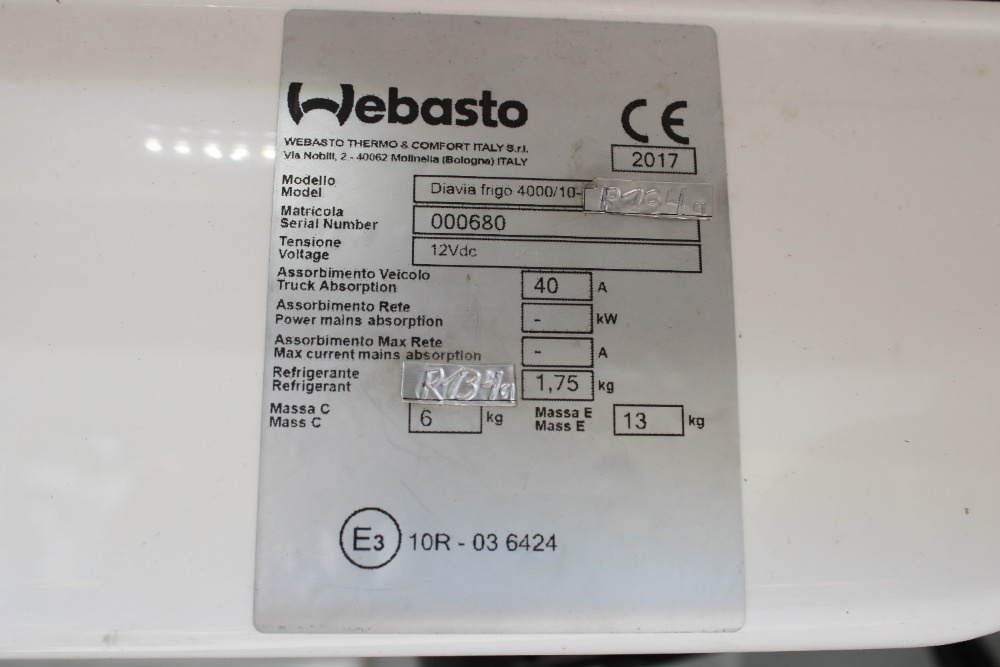 Webasto
CE
WEBASTO THERMO & COMFORT ITALY S.r.l.
Via Nobili, 2 - 40062 Molinella (Bologna) ITALY
2017
Modello
Model
Diavia frigo 4000/10- R134a
Matricola
Serial Number
000680
Tensione
Voltage
12Vdc
Assorbimento Veicolo
Truck Absorption
40 A
Assorbimento Rete
Power mains absorption
- kW
Assorbimento Max Rete
Max current mains absorption
- A
Refrigerante
Refrigerant
R134a 1,75 kg
Massa C
Mass C
6 kg
Massa E
Mass E
13 kg
E3 10R - 03 6424